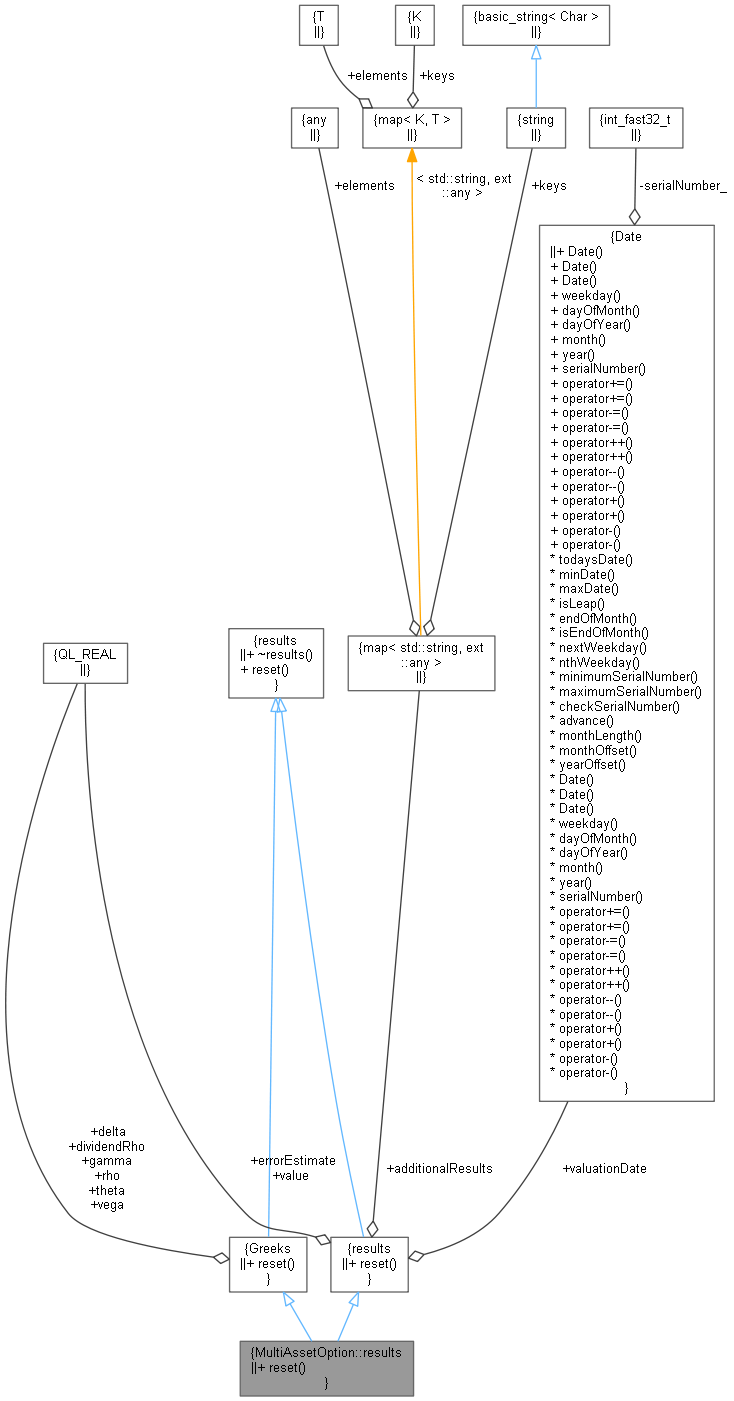 {T
||}
{K
||}
{basic_string< Char >
||}
+elements
+keys
{any
||}
{map< K, T >
||}
{string
||}
{int_fast32_t
||}
+elements
< std::string, ext
::any >
+keys
-serialNumber_
{Date
||+ Date()
+ Date()
+ Date()
+ weekday()
+ dayOfMonth()
+ dayOfYear()
+ month()
+ year()
+ serialNumber()
+ operator+=()
+ operator+=()
+ operator-=()
+ operator-=()
+ operator++()
+ operator++()
+ operator--()
+ operator--()
+ operator+()
+ operator+()
+ operator-()
+ operator-()
* todaysDate()
* minDate()
* maxDate()
* isLeap()
* endOfMonth()
* isEndOfMonth()
* nextWeekday()
* nthWeekday()
* minimumSerialNumber()
* maximumSerialNumber()
* checkSerialNumber()
* advance()
* monthLength()
* monthOffset()
* yearOffset()
* Date()
* Date()
* Date()
* weekday()
* dayOfMonth()
* dayOfYear()
* month()
* year()
* serialNumber()
* operator+=()
* operator+=()
* operator-=()
* operator-=()
* operator++()
* operator++()
* operator--()
* operator--()
* operator+()
* operator+()
* operator-()
* operator-()
}
{QL_REAL
||}
{results
||+ ~results()
+ reset()
}
{map< std::string, ext
::any >
||}
+delta
+dividendRho
+gamma
+rho
+theta
+vega
+errorEstimate
+value
+additionalResults
+valuationDate
{Greeks
||+ reset()
}
{results
||+ reset()
}
{MultiAssetOption::results
||+ reset()
}